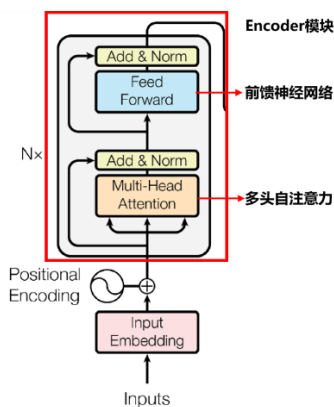 Encoder模块
Add & Norm
Feed
Forward
前馈神经网络
N×
Add & Norm
Multi-Head
Attention
多头自注意力
Positional
Encoding
Input
Embedding
Inputs